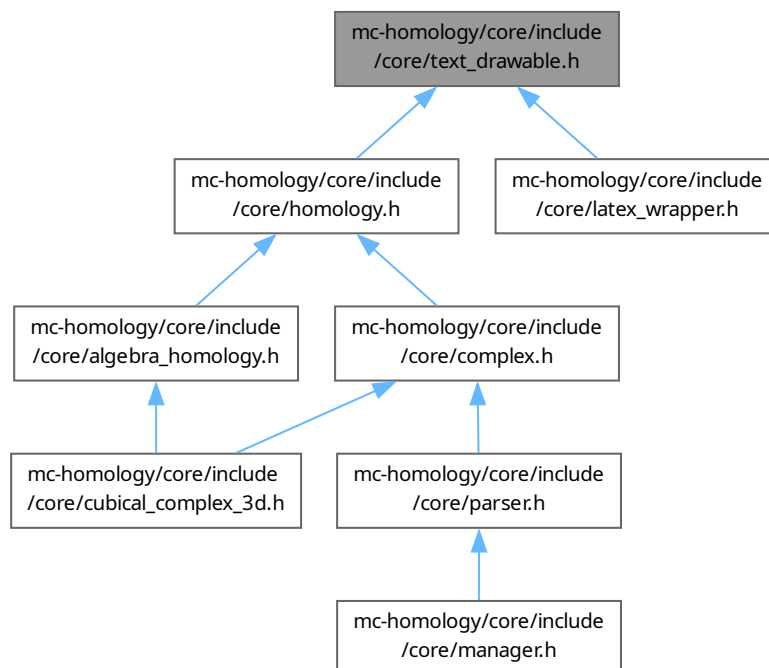 mc-homology/core/include
/core/text_drawable.h
mc-homology/core/include
/core/homology.h
mc-homology/core/include
/core/latex_wrapper.h
mc-homology/core/include
/core/algebra_homology.h
mc-homology/core/include
/core/complex.h
mc-homology/core/include
/core/cubical_complex_3d.h
mc-homology/core/include
/core/parser.h
mc-homology/core/include
/core/manager.h